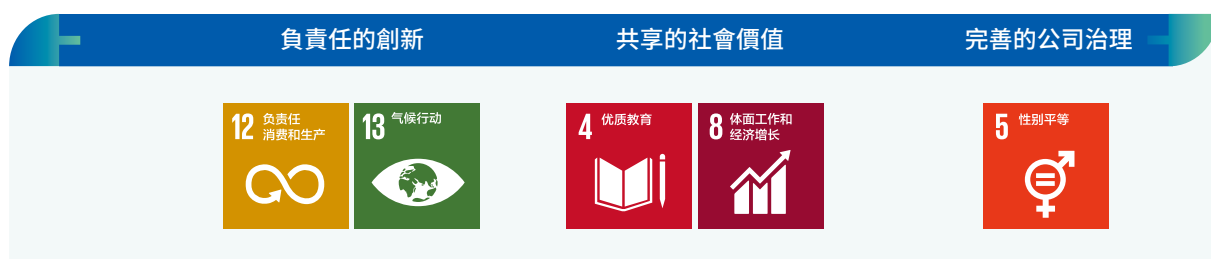 負責任的創新
共享的社會價值
完善的公司治理
12 负责任
消费和生产
13 气候行动
4 优质教育
8 体面工作和
经济增长
5 性别平等